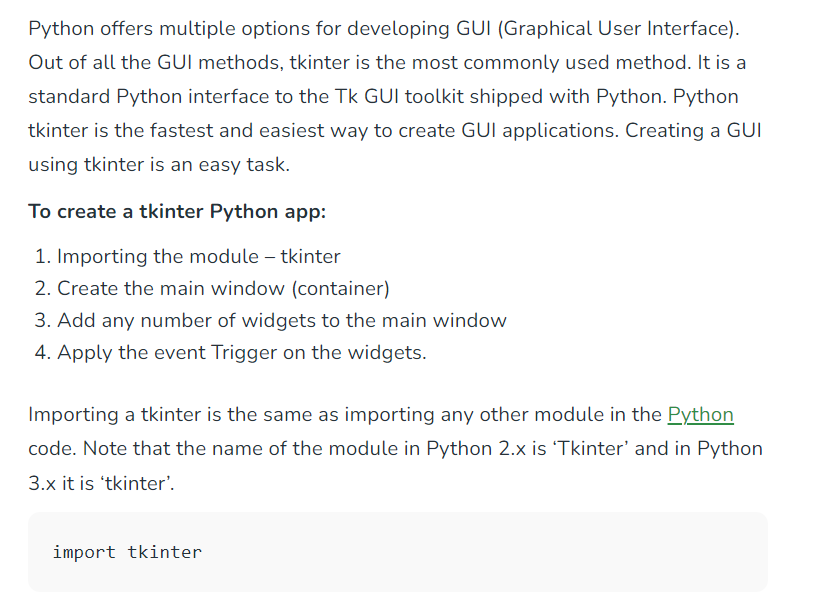 Python offers multiple options for developing GUI (Graphical User Interface).
Out of all the GUI methods, tkinter is the most commonly used method. It is a
standard Python interface to the Tk GUI toolkit shipped with Python. Python
tkinter is the fastest and easiest way to create GUI applications. Creating a GUI
using tkinter is an easy task.
To create a tkinter Python app:
1. Importing the module – tkinter
2. Create the main window (container)
3. Add any number of widgets to the main window
4. Apply the event Trigger on the widgets.
Importing a tkinter is the same as importing any other module in the Python
code. Note that the name of the module in Python 2.x is ‘Tkinter’ and in Python
3.x it is ‘tkinter’.
import tkinter